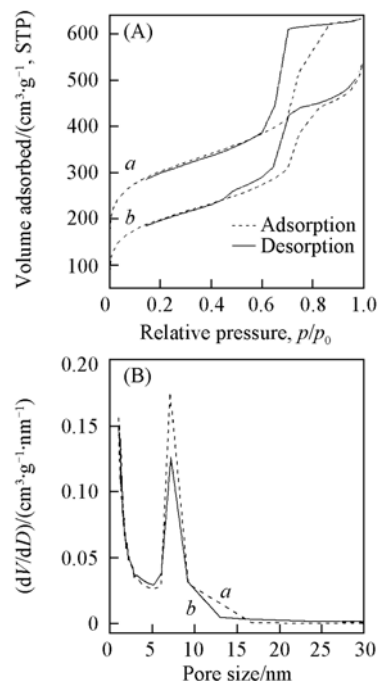 (A)
Volume adsorbed/(cm³·g⁻¹, STP)
600
500
400
300
200
100
a
b
Adsorption
Desorption
0 0.2 0.4 0.6 0.8 1.0
Relative pressure, p/p₀
(B)
(dV/dD)/(cm³·g⁻¹·nm⁻¹)
0.20
0.15
0.10
0.05
0
a
b
0 5 10 15 20 25 30
Pore size/nm